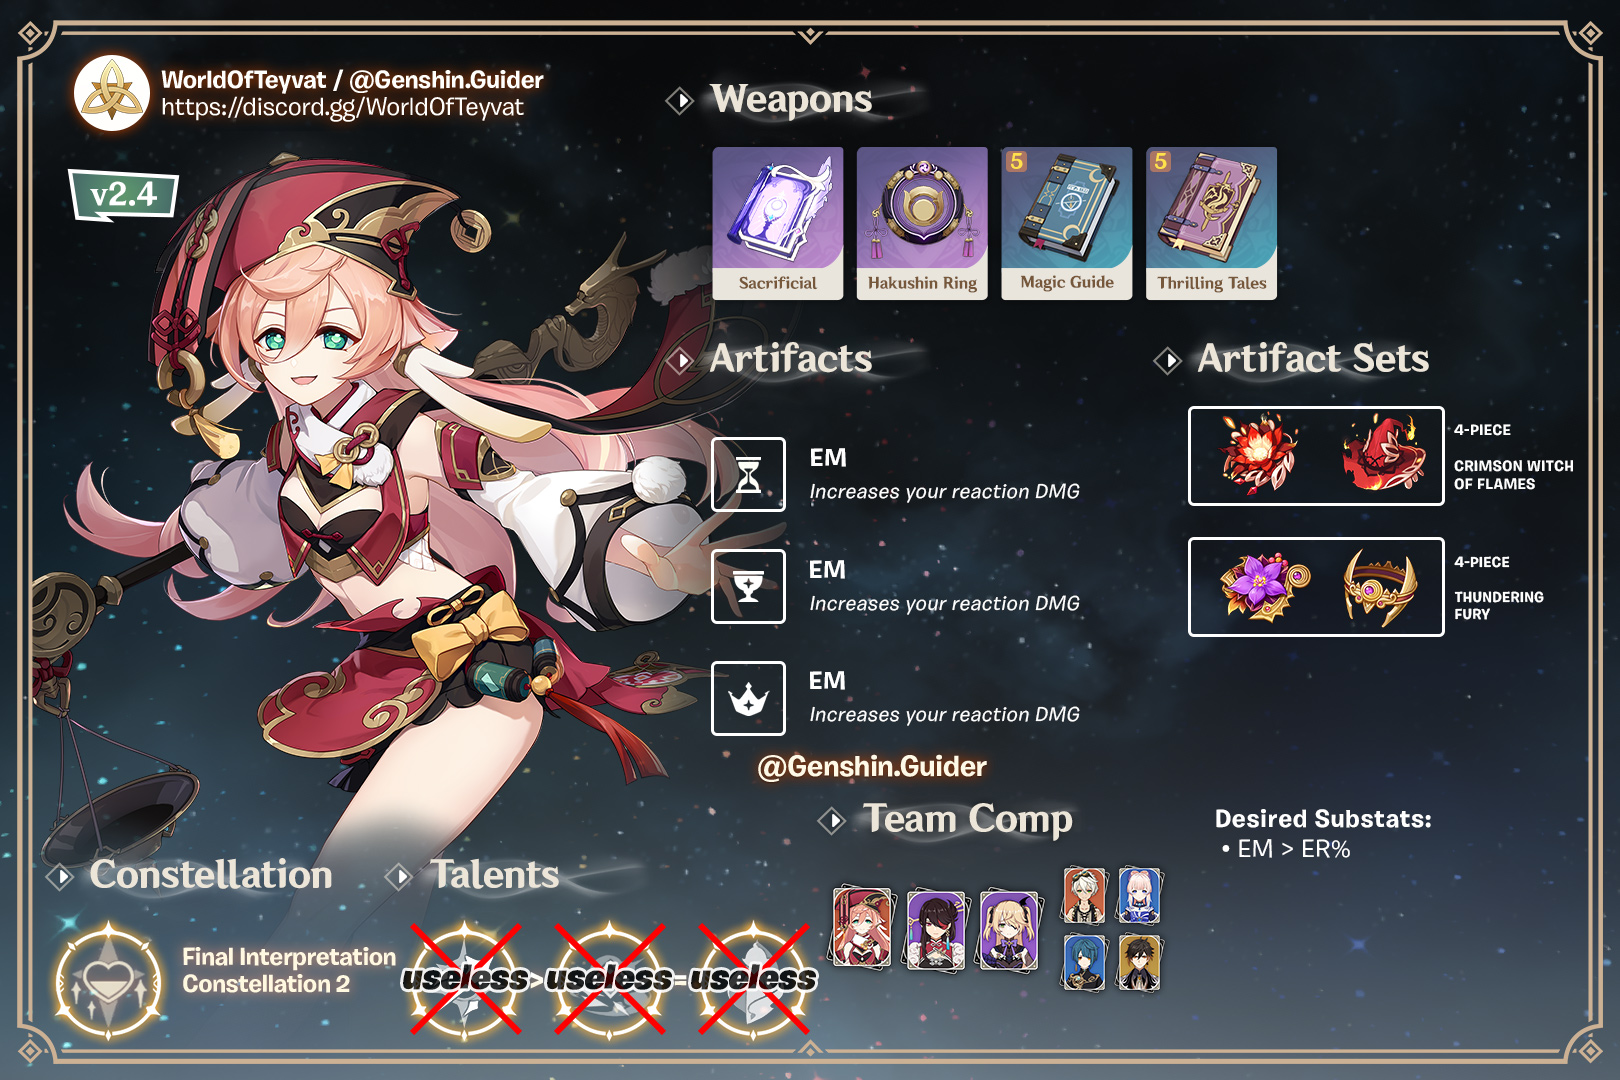 WorldOfTeyvat / @Genshin.Guider
https://discord.gg/WorldOfTeyvat
v2.4
Weapons
5
5
Sacrificial
Hakushin Ring
Magic Guide
Thrilling Tales
Artifacts
EM
Increases your reaction DMG
EM
Increases your reaction DMG
EM
Increases your reaction DMG
@Genshin.Guider
Artifact Sets
4-PIECE
CRIMSON WITCH
OF FLAMES
4-PIECE
THUNDERING
FURY
Constellation
Final Interpretation
Constellation 2
Talents
useless>useless=useless
Team Comp
Desired Substats:
• EM > ER%